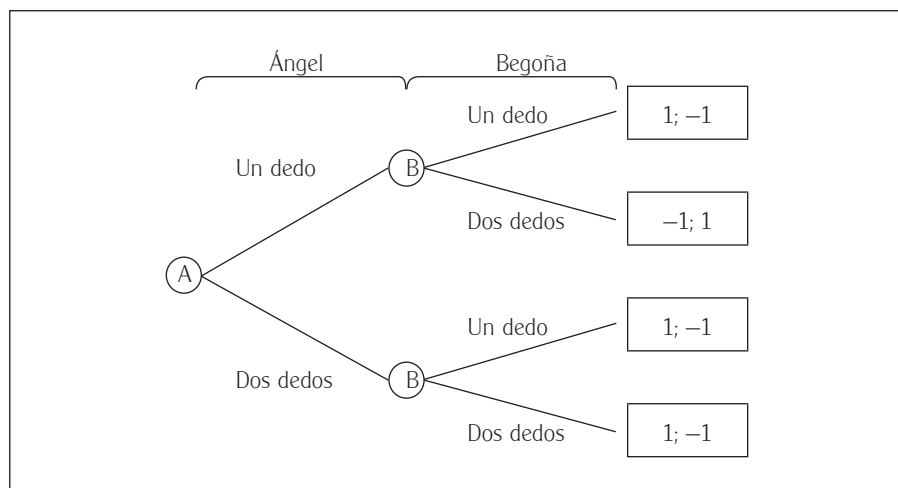 Ángel Begoña
Un dedo 1; –1
Un dedo B
Dos dedos –1; 1
A
Un dedo 1; –1
Dos dedos B
Dos dedos 1; –1